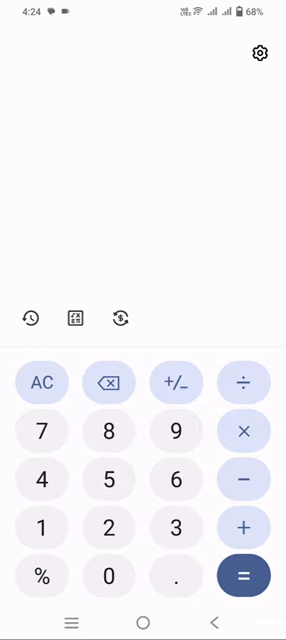 4:24 68%
AC +/- ÷
7 8 9 ×
4 5 6 −
1 2 3 +
% 0 . =